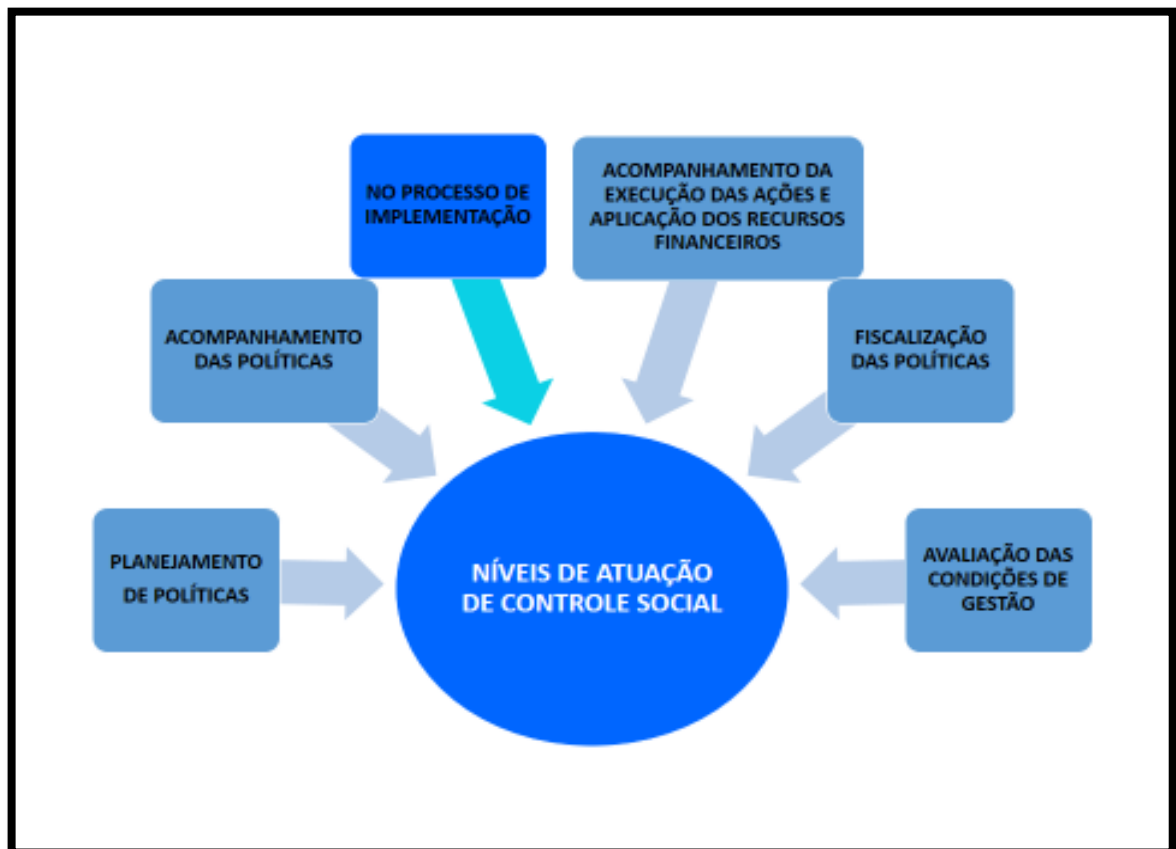 NO PROCESSO DE
IMPLEMENTAÇÃO
ACOMPANHAMENTO DA
EXECUÇÃO DAS AÇÕES E
APLICAÇÃO DOS RECURSOS
FINANCEIROS
ACOMPANHAMENTO
DAS POLÍTICAS
FISCALIZAÇÃO
DAS POLÍTICAS
PLANEJAMENTO
DE POLÍTICAS
NÍVEIS DE ATUAÇÃO
DE CONTROLE SOCIAL
AVALIAÇÃO DAS
CONDIÇÕES DE
GESTÃO